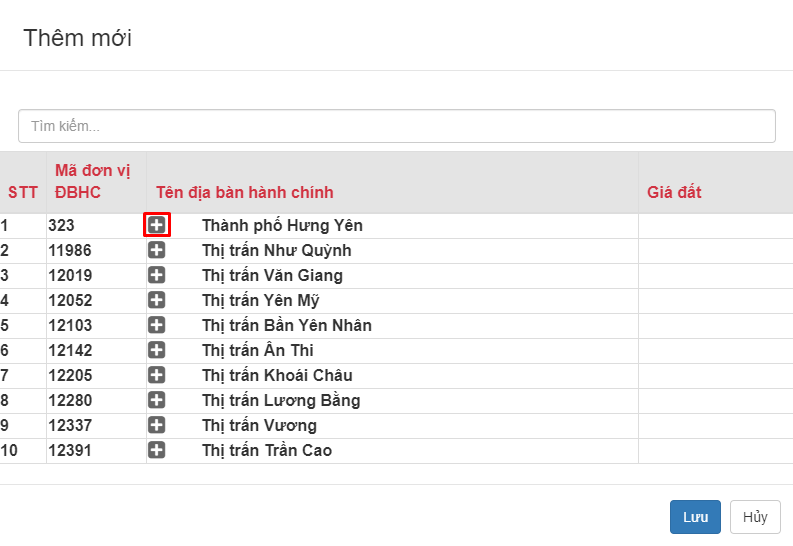 Thêm mới
Tìm kiếm...
STT Mã đơn vị ĐBHC Tên địa bàn hành chính Giá đất
1 323 Thành phố Hưng Yên
2 11986 Thị trấn Như Quỳnh
3 12019 Thị trấn Văn Giang
4 12052 Thị trấn Yên Mỹ
5 12103 Thị trấn Bần Yên Nhân
6 12142 Thị trấn Ân Thi
7 12205 Thị trấn Khoái Châu
8 12280 Thị trấn Lương Bằng
9 12337 Thị trấn Vương
10 12391 Thị trấn Trần Cao
Lưu Hủy